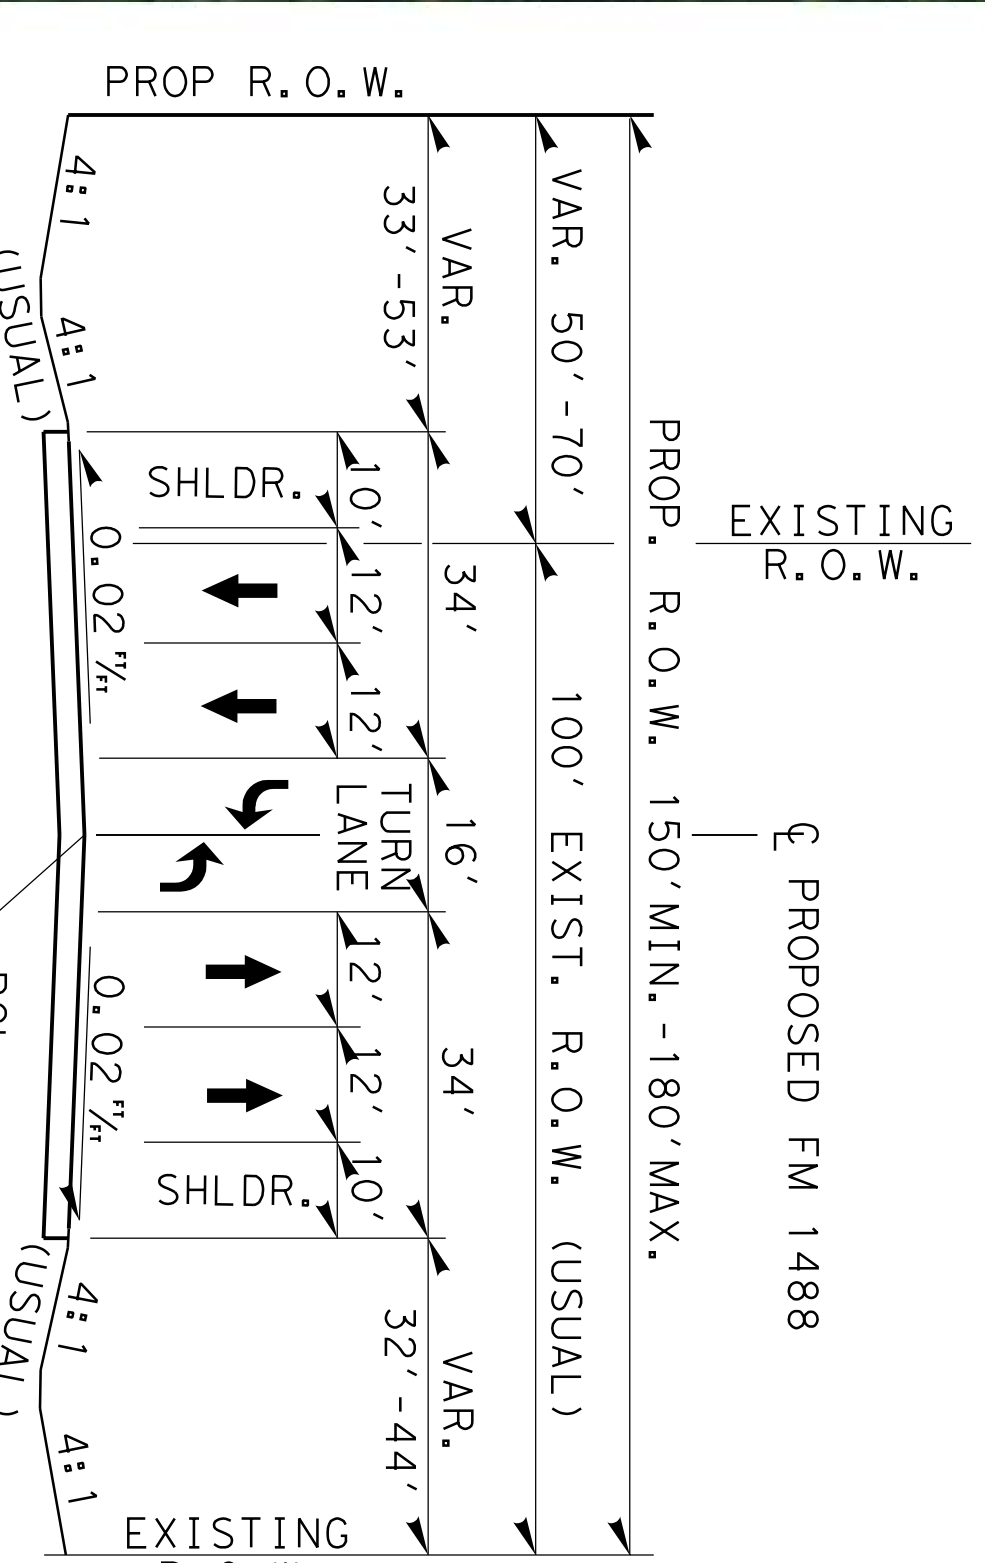 PROP R.O.W.
EXISTING
R.O.W.
℄ PROPOSED FM 1488
PROP. R.O.W. 150'MIN.-180'MAX.
VAR. 50'-70'
100' EXIST. R.O.W. (USUAL)
VAR.
33'-53'
34'
16'
34'
VAR.
32'-44'
10'
12'
12'
TURN
LANE
12'
12'
10'
SHLDR.
SHLDR.
0.02 FT/FT
0.02 FT/FT
4:1
4:1
(USUAL)
4:1
4:1
(USUAL)
EXISTING